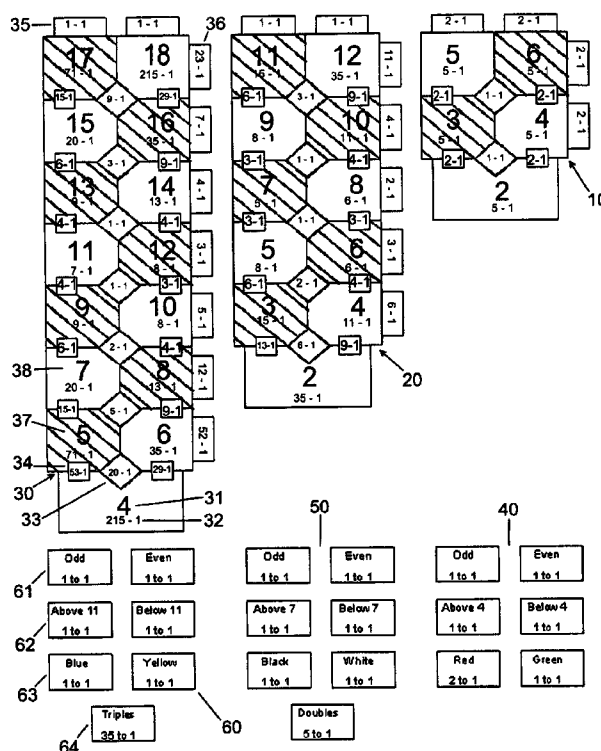 35 1 - 1 1 - 1 36 1 - 1 1 - 1 2 - 1 2 - 1
17 18 23 - 1 11 12 11 - 1 5 6 2 - 1
71 - 1 215 - 1 15 - 1 35 - 1 5 - 1 5 - 1
15-1 9 - 1 29-1 6-1 3 - 1 9-1 2-1 1 - 1 2-1
15 16 7 - 1 9 10 4 - 1 3 4 2 - 1
20 - 1 35 - 1 8 - 1 11 - 1 5 - 1 5 - 1
6-1 3 - 1 9-1 3-1 1 - 1 4-1 2-1 1 - 1 2-1
13 14 4 - 1 7 8 2 - 1 2 10
9 - 1 13 - 1 5 - 1 6 - 1 5 - 1
4-1 1 - 1 4-1 3-1 1 - 1 3-1
11 12 3 - 1 5 6 3 - 1
7 - 1 8 - 1 8 - 1 6 - 1
4-1 1 - 1 3-1 6-1 2 - 1 4-1
9 10 5 - 1 3 4 6 - 1
9 - 1 8 - 1 15 - 1 11 - 1
6-1 2 - 1 4-1 13-1 6 - 1 9-1
38 7 8 12 - 1 2 20
20 - 1 13 - 1 35 - 1
15-1 5 - 1 9-1
37 5 6 52 - 1
71 - 1 35 - 1
34 53-1 20 - 1 29-1
30
33 4 31
215 - 1 32
50 40
61 Odd Even Odd Even Odd Even
1 to 1 1 to 1 1 to 1 1 to 1 1 to 1 1 to 1
62 Above 11 Below 11 Above 7 Below 7 Above 4 Below 4
1 to 1 1 to 1 1 to 1 1 to 1 1 to 1 1 to 1
63 Blue Yellow Black White Red Green
1 to 1 1 to 1 1 to 1 1 to 1 2 to 1 1 to 1
64 Triples 60 Doubles
35 to 1 5 to 1